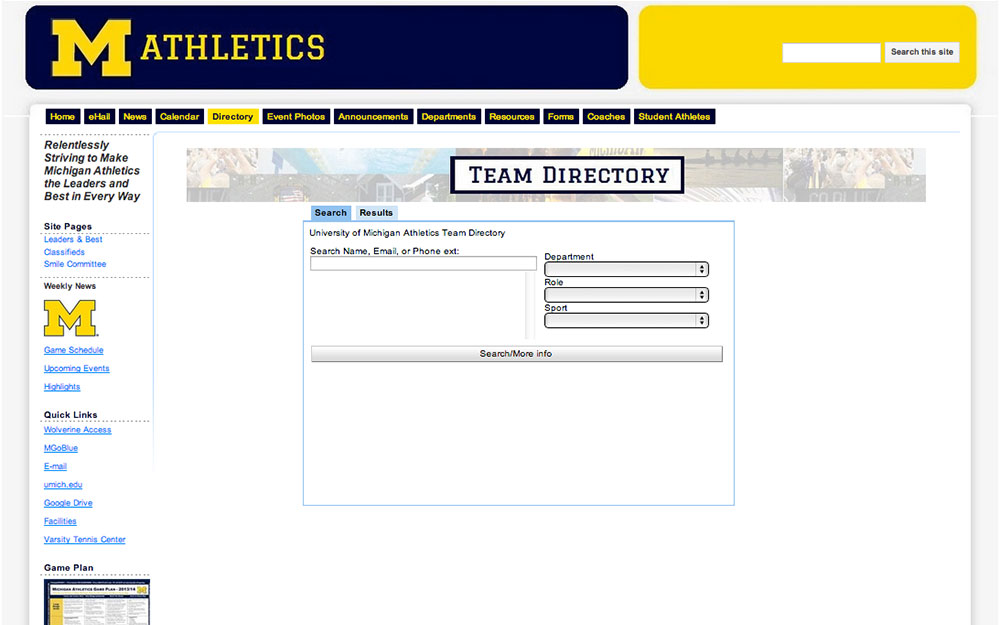 M ATHLETICS
Search this site
Home eHail News Calendar Directory Event Photos Announcements Departments Resources Forms Coaches Student Athletes
Relentlessly
Striving to Make
Michigan Athletics
the Leaders and
Best in Every Way
Site Pages
Leaders & Best
Classifieds
Smile Committee
Weekly News
M
Game Schedule
Upcoming Events
Highlights
Quick Links
Wolverine Access
MGoBlue
E-mail
umich.edu
Google Drive
Facilities
Varsity Tennis Center
Game Plan
MICHIGAN ATHLETICS GAME PLAN - 2013/14
MICHIGAN
GO BLUE
TEAM DIRECTORY
Search Results
University of Michigan Athletics Team Directory
Search Name, Email, or Phone ext:
Department
Role
Sport
Search/More info